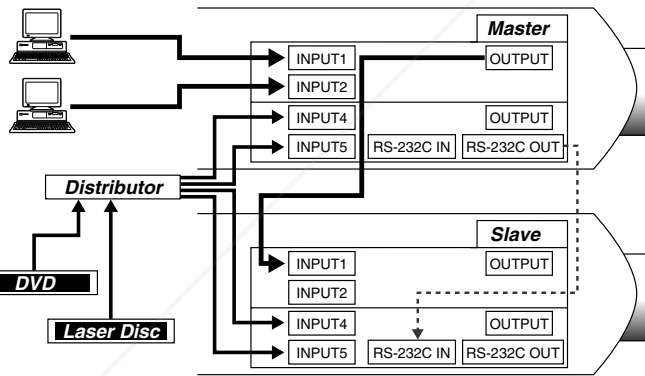 Master
INPUT1 OUTPUT
INPUT2
INPUT4 OUTPUT
INPUT5 RS-232C IN RS-232C OUT
Distributor
Slave
INPUT1 OUTPUT
DVD
INPUT2
Laser Disc
INPUT4 OUTPUT
INPUT5 RS-232C IN RS-232C OUT